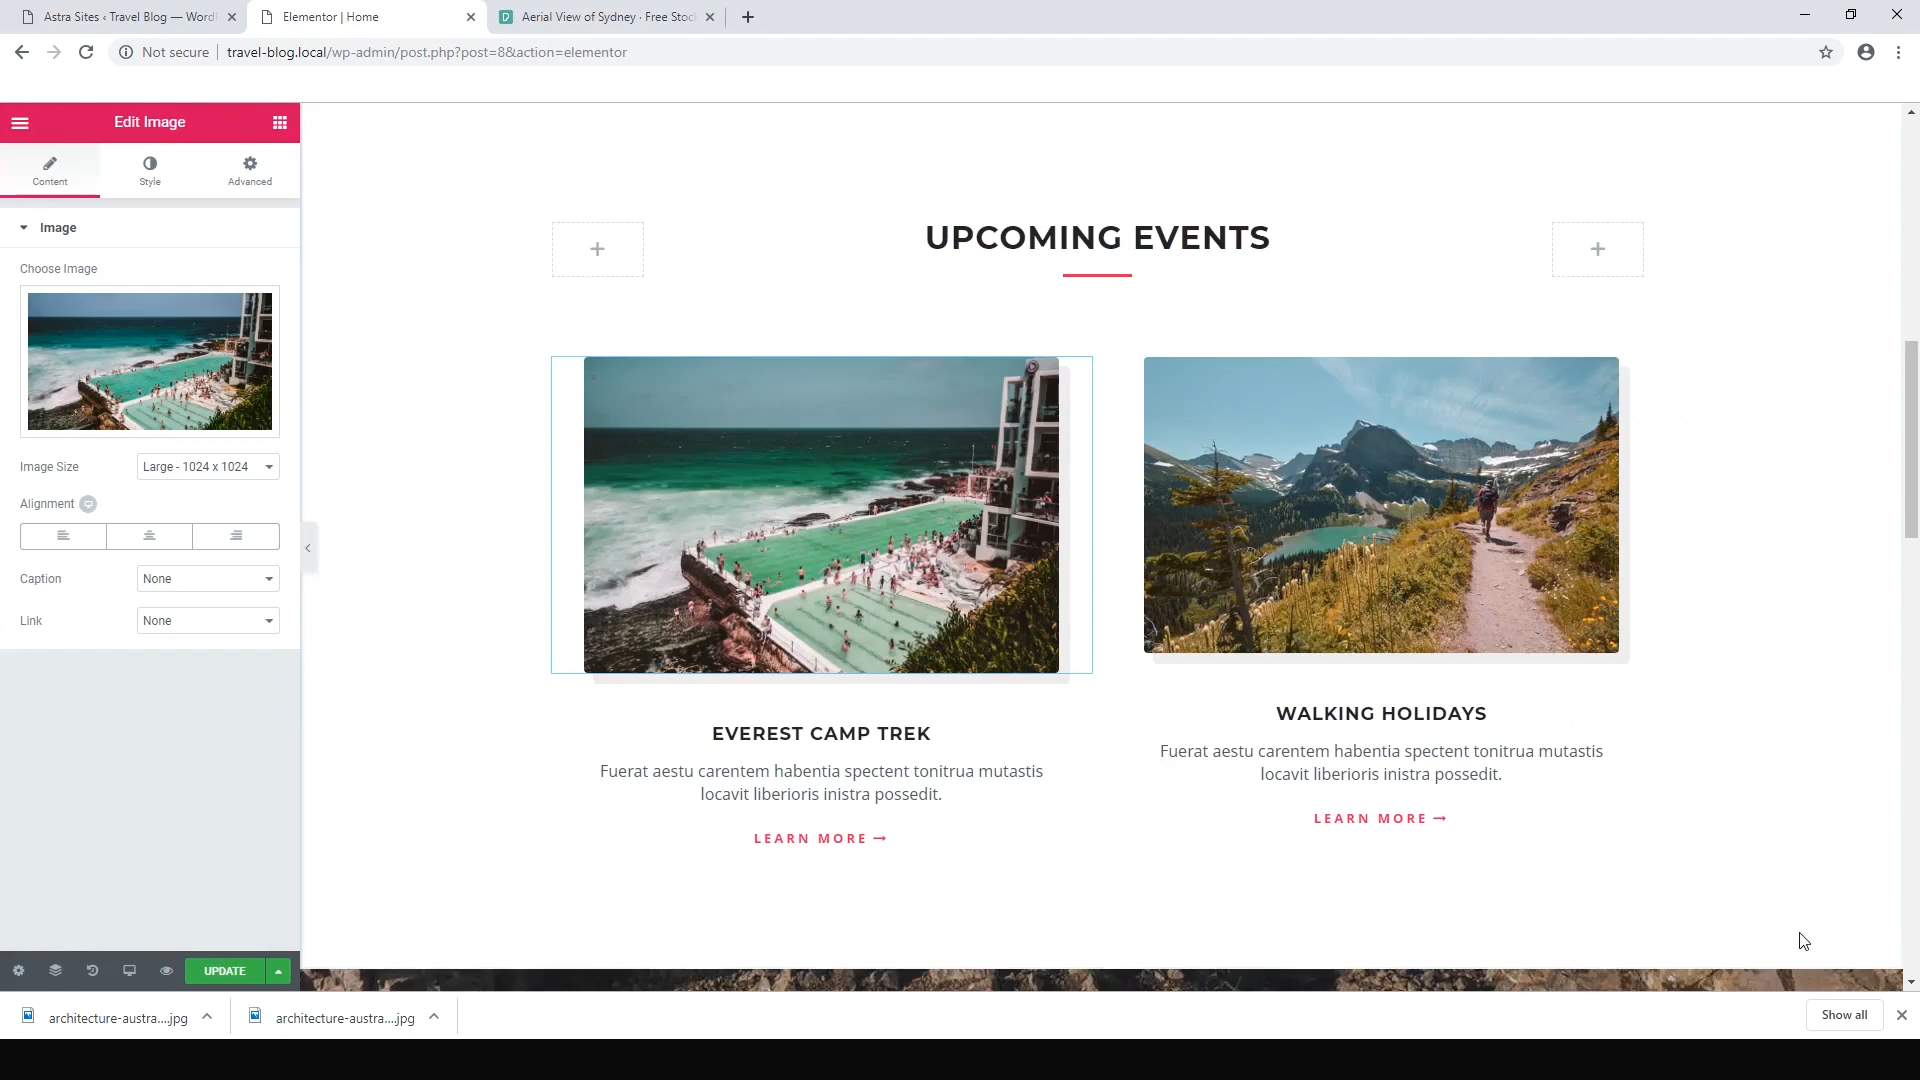 Astra Sites ‹ Travel Blog — Word
Elementor | Home
Aerial View of Sydney · Free Stoc
Not secure
travel-blog.local/wp-admin/post.php?post=8&action=elementor
Edit Image
Content
Style
Advanced
Image
Choose Image
Image Size
Large - 1024 x 1024
Alignment
Caption
None
Link
None
UPDATE
UPCOMING EVENTS
EVEREST CAMP TREK
Fuerat aestu carentem habentia spectent tonitrua mutastis
locavit liberioris inistra possedit.
LEARN MORE →
WALKING HOLIDAYS
Fuerat aestu carentem habentia spectent tonitrua mutastis
locavit liberioris inistra possedit.
LEARN MORE →
architecture-austra....jpg
architecture-austra....jpg
Show all